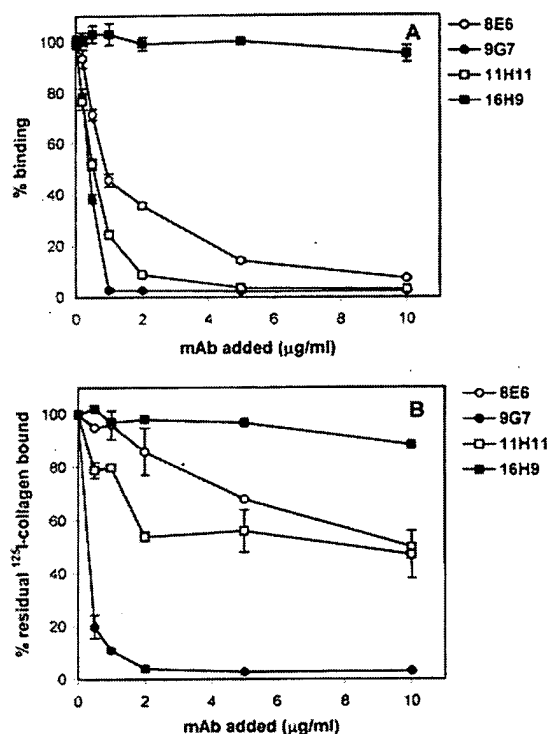 A
8E6
9G7
11H11
16H9
% binding
100
80
60
40
20
0
0 2 4 6 8 10
mAb added (µg/ml)
B
8E6
9G7
11H11
16H9
% residual ¹²⁵I-collagen bound
100
80
60
40
20
0
0 2 4 6 8 10
mAb added (µg/ml)